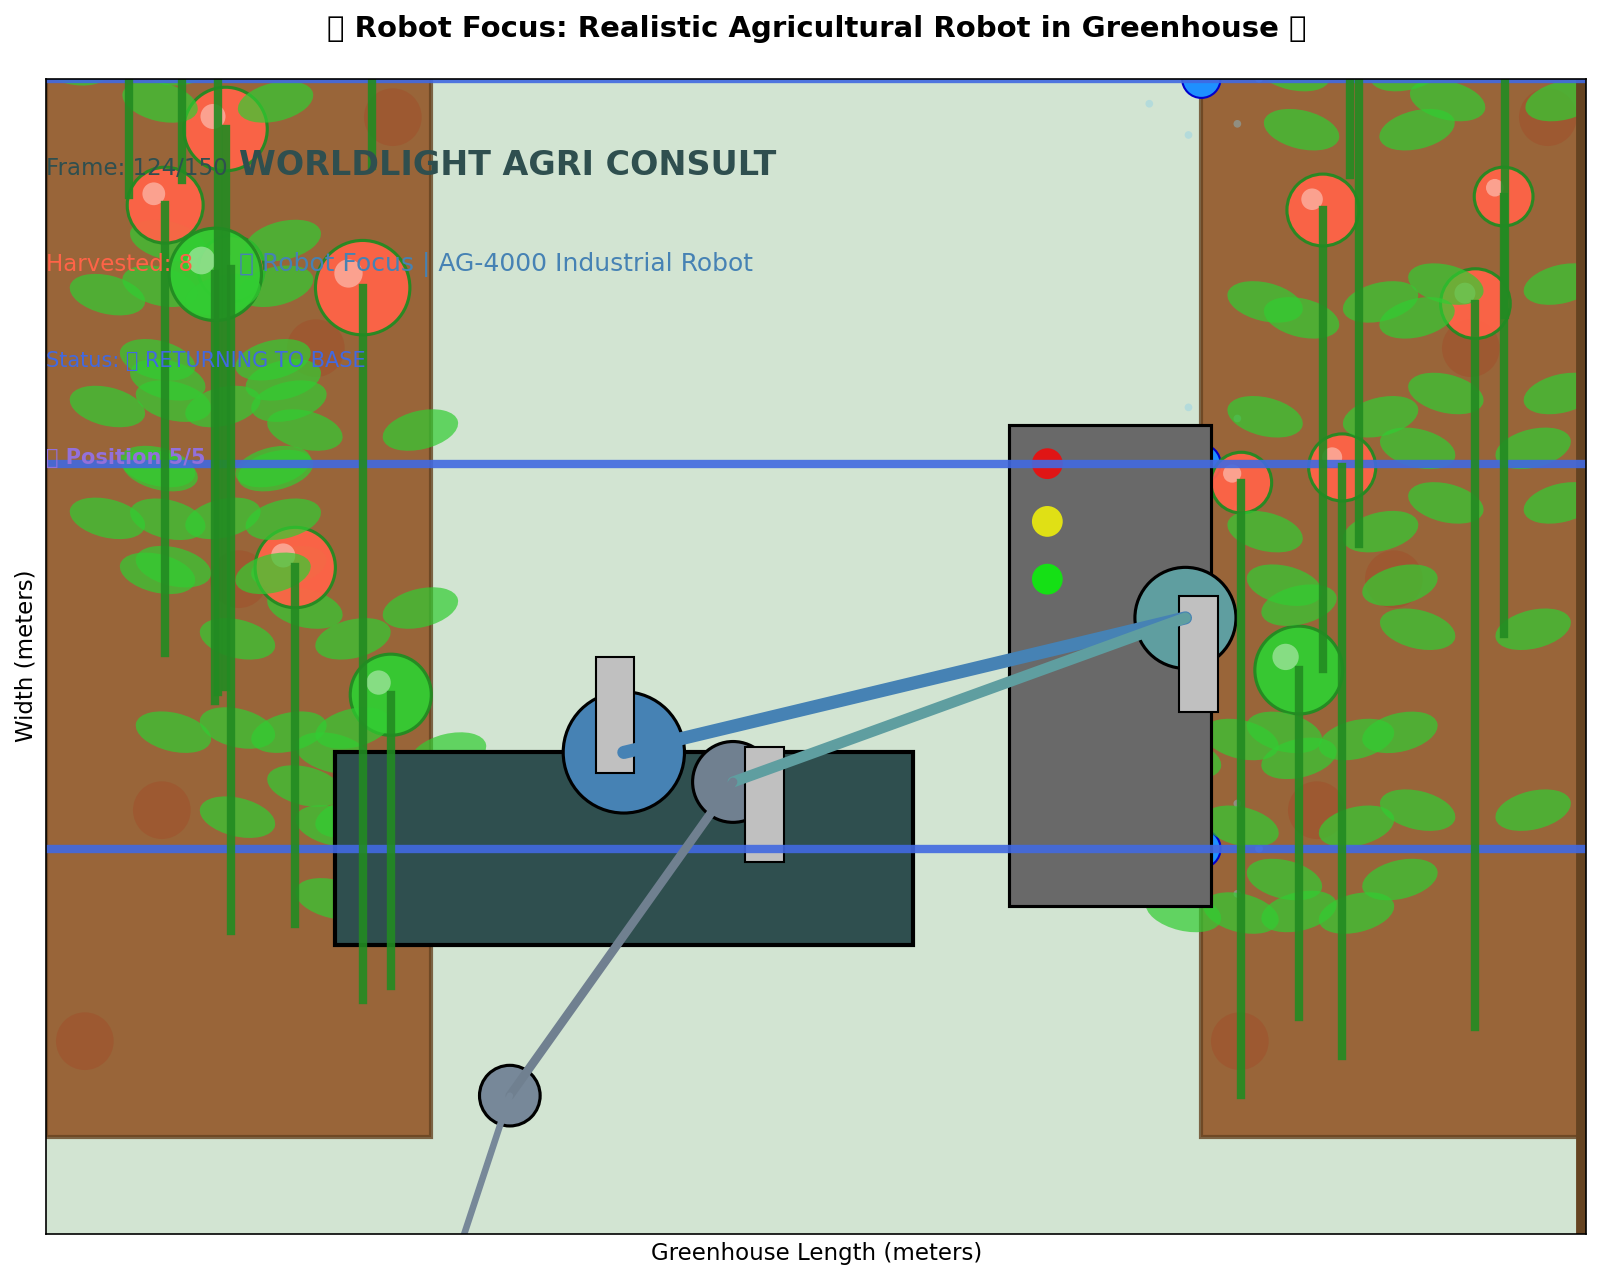 ▯ Robot Focus: Realistic Agricultural Robot in Greenhouse ▯
Frame: 124/150
WORLDLIGHT AGRI CONSULT
Harvested: 8
▯ Robot Focus | AG-4000 Industrial Robot
Status: ▯ RETURNING TO BASE
▯ Position 5/5
Width (meters)
Greenhouse Length (meters)